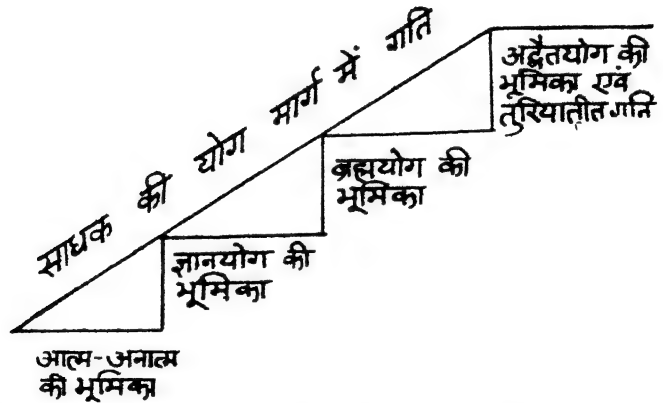 साधक की योग मार्ग में गति
अद्वैतयोग की
भूमिका एवं
तुरियातीत गति
ब्रह्मयोग की
भूमिका
ज्ञानयोग की
भूमिका
आत्म-अनात्म
की भूमिका